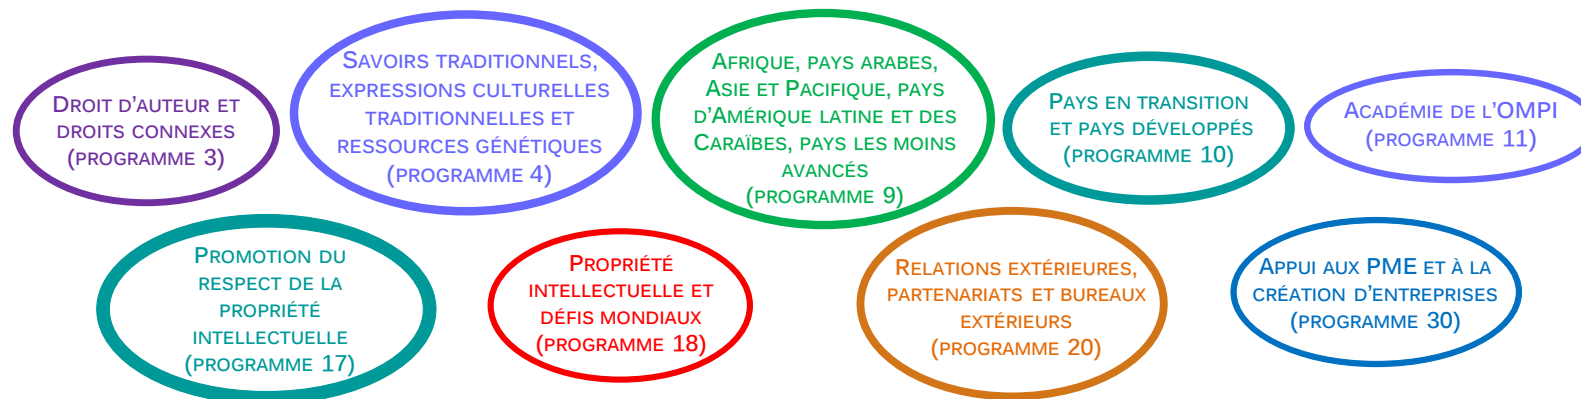 DROIT D'AUTEUR ET
DROITS CONNEXES
(PROGRAMME 3)
SAVOIRS TRADITIONNELS,
EXPRESSIONS CULTURELLES
TRADITIONNELLES ET
RESSOURCES GÉNÉTIQUES
(PROGRAMME 4)
AFRIQUE, PAYS ARABES,
ASIE ET PACIFIQUE, PAYS
D'AMÉRIQUE LATINE ET DES
CARAÏBES, PAYS LES MOINS
AVANCÉS
(PROGRAMME 9)
PAYS EN TRANSITION
ET PAYS DÉVELOPPÉS
(PROGRAMME 10)
ACADÉMIE DE L'OMPI
(PROGRAMME 11)
PROMOTION DU
RESPECT DE LA
PROPRIÉTÉ
INTELLECTUELLE
(PROGRAMME 17)
PROPRIÉTÉ
INTELLECTUELLE ET
DÉFIS MONDIAUX
(PROGRAMME 18)
RELATIONS EXTÉRIEURES,
PARTENARIATS ET BUREAUX
EXTÉRIEURS
(PROGRAMME 20)
APPUI AUX PME ET À LA
CRÉATION D'ENTREPRISES
(PROGRAMME 30)